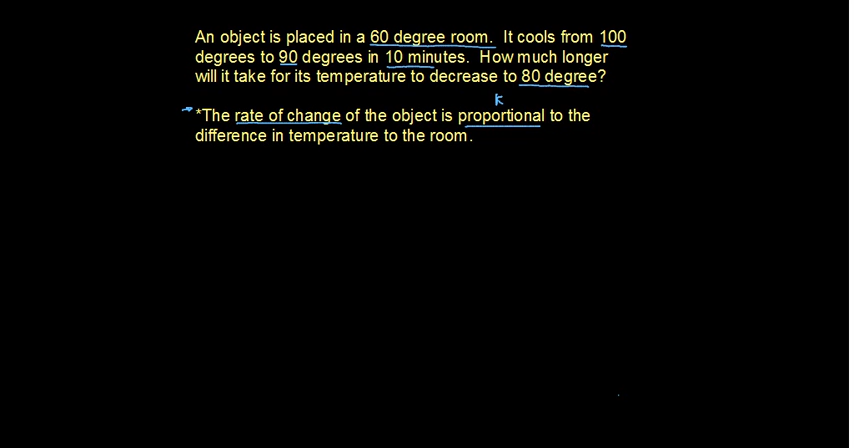 An object is placed in a 60 degree room. It cools from 100
degrees to 90 degrees in 10 minutes. How much longer
will it take for its temperature to decrease to 80 degree?
k
*The rate of change of the object is proportional to the
difference in temperature to the room.